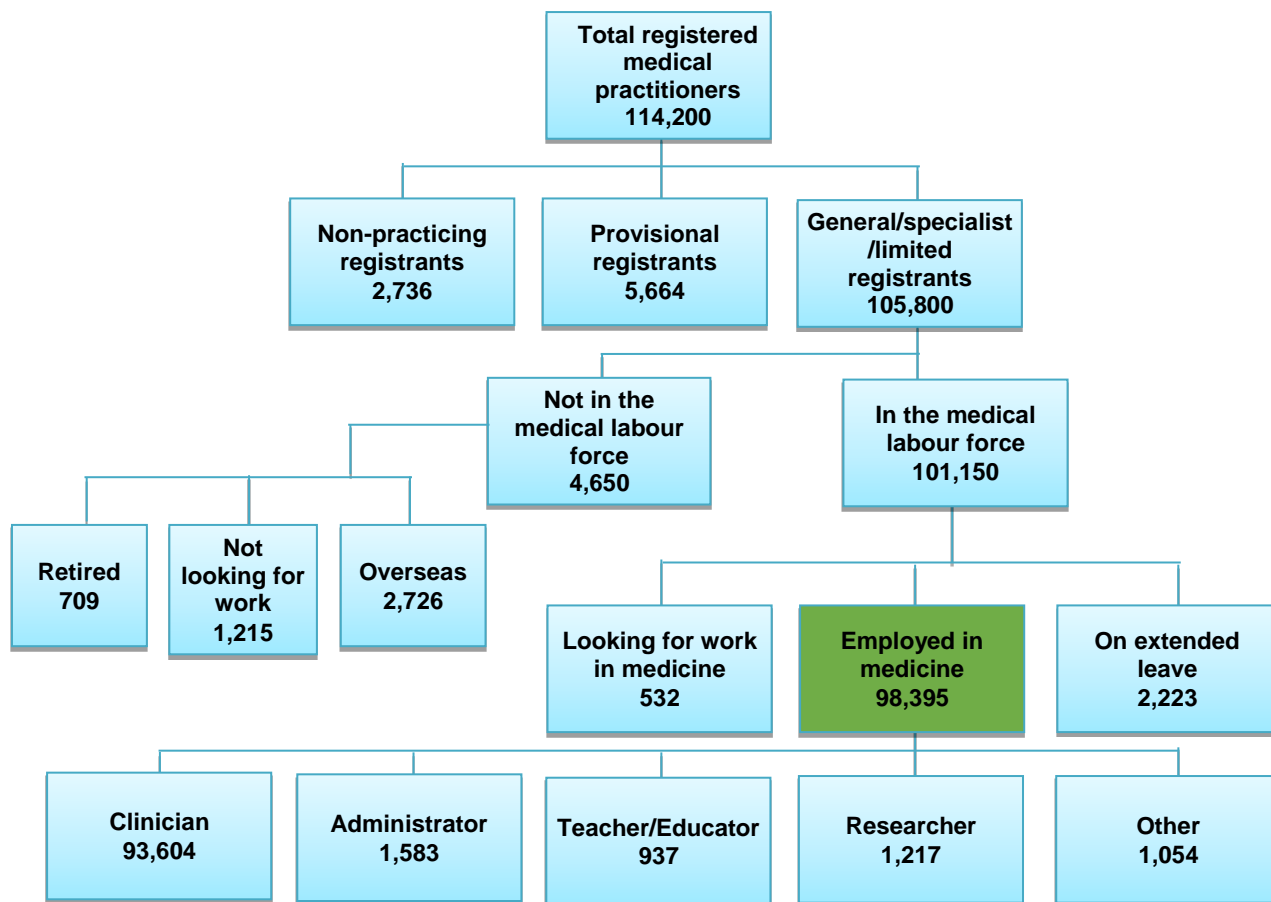 Total registered
medical
practitioners
114,200
Non-practicing
registrants
2,736
Provisional
registrants
5,664
General/specialist
/limited
registrants
105,800
Not in the
medical labour
force
4,650
In the medical
labour force
101,150
Retired
709
Not
looking for
work
1,215
Overseas
2,726
Looking for work
in medicine
532
Employed in
medicine
98,395
On extended
leave
2,223
Clinician
93,604
Administrator
1,583
Teacher/Educator
937
Researcher
1,217
Other
1,054